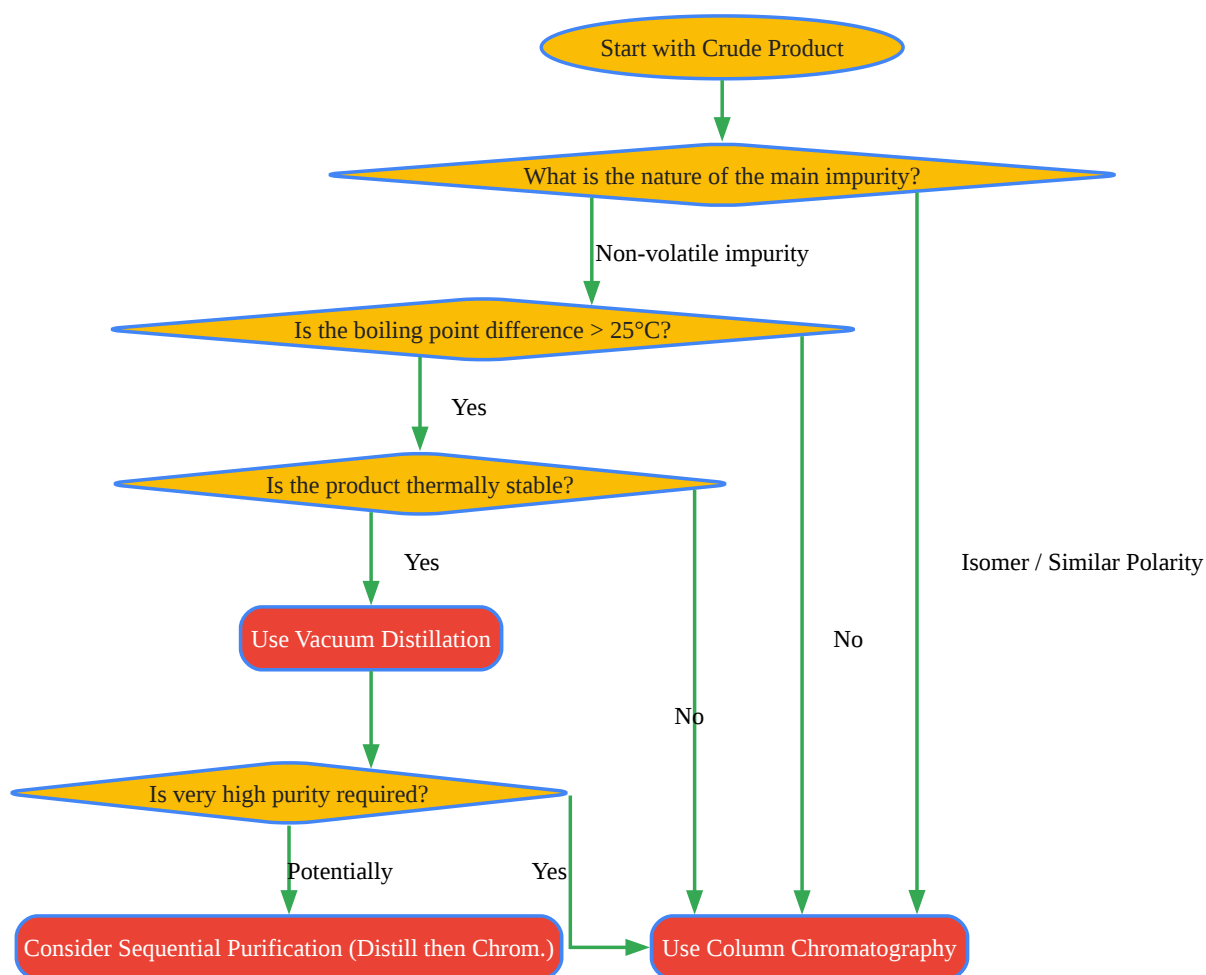 Start with Crude Product
What is the nature of the main impurity?
Non-volatile impurity
Is the boiling point difference > 25°C?
Yes
Is the product thermally stable?
Yes
Isomer / Similar Polarity
Use Vacuum Distillation
No
No
Is very high purity required?
Potentially
Yes
Consider Sequential Purification (Distill then Chrom.)
Use Column Chromatography